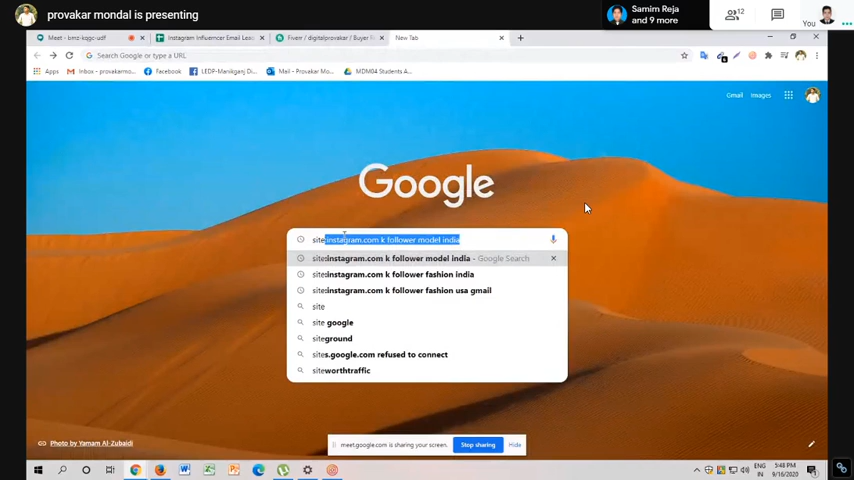 provakar mondal is presenting
Samim Reja
and 9 more
12
You
Meet - bmz-kqgc-udf
Instagram Influemcer Email Lea
Fiverr / digitalprovakar / Buyer R
New Tab
Search Google or type a URL
Apps
Inbox - provakarmo...
Facebook
LEDP-Manikganj Di...
Mail - Provakar Mo...
MDM04 Students A...
Gmail
Images
Google
site:instagram.com k follower model india
site:instagram.com k follower model india - Google Search
site:instagram.com k follower fashion india
site:instagram.com k follower fashion usa gmail
site
site google
siteground
sites.google.com refused to connect
siteworthtraffic
Photo by Yamam Al-Zubaidi
meet.google.com is sharing your screen.
Stop sharing
Hide
ENG
IN
5:48 PM
9/16/2020